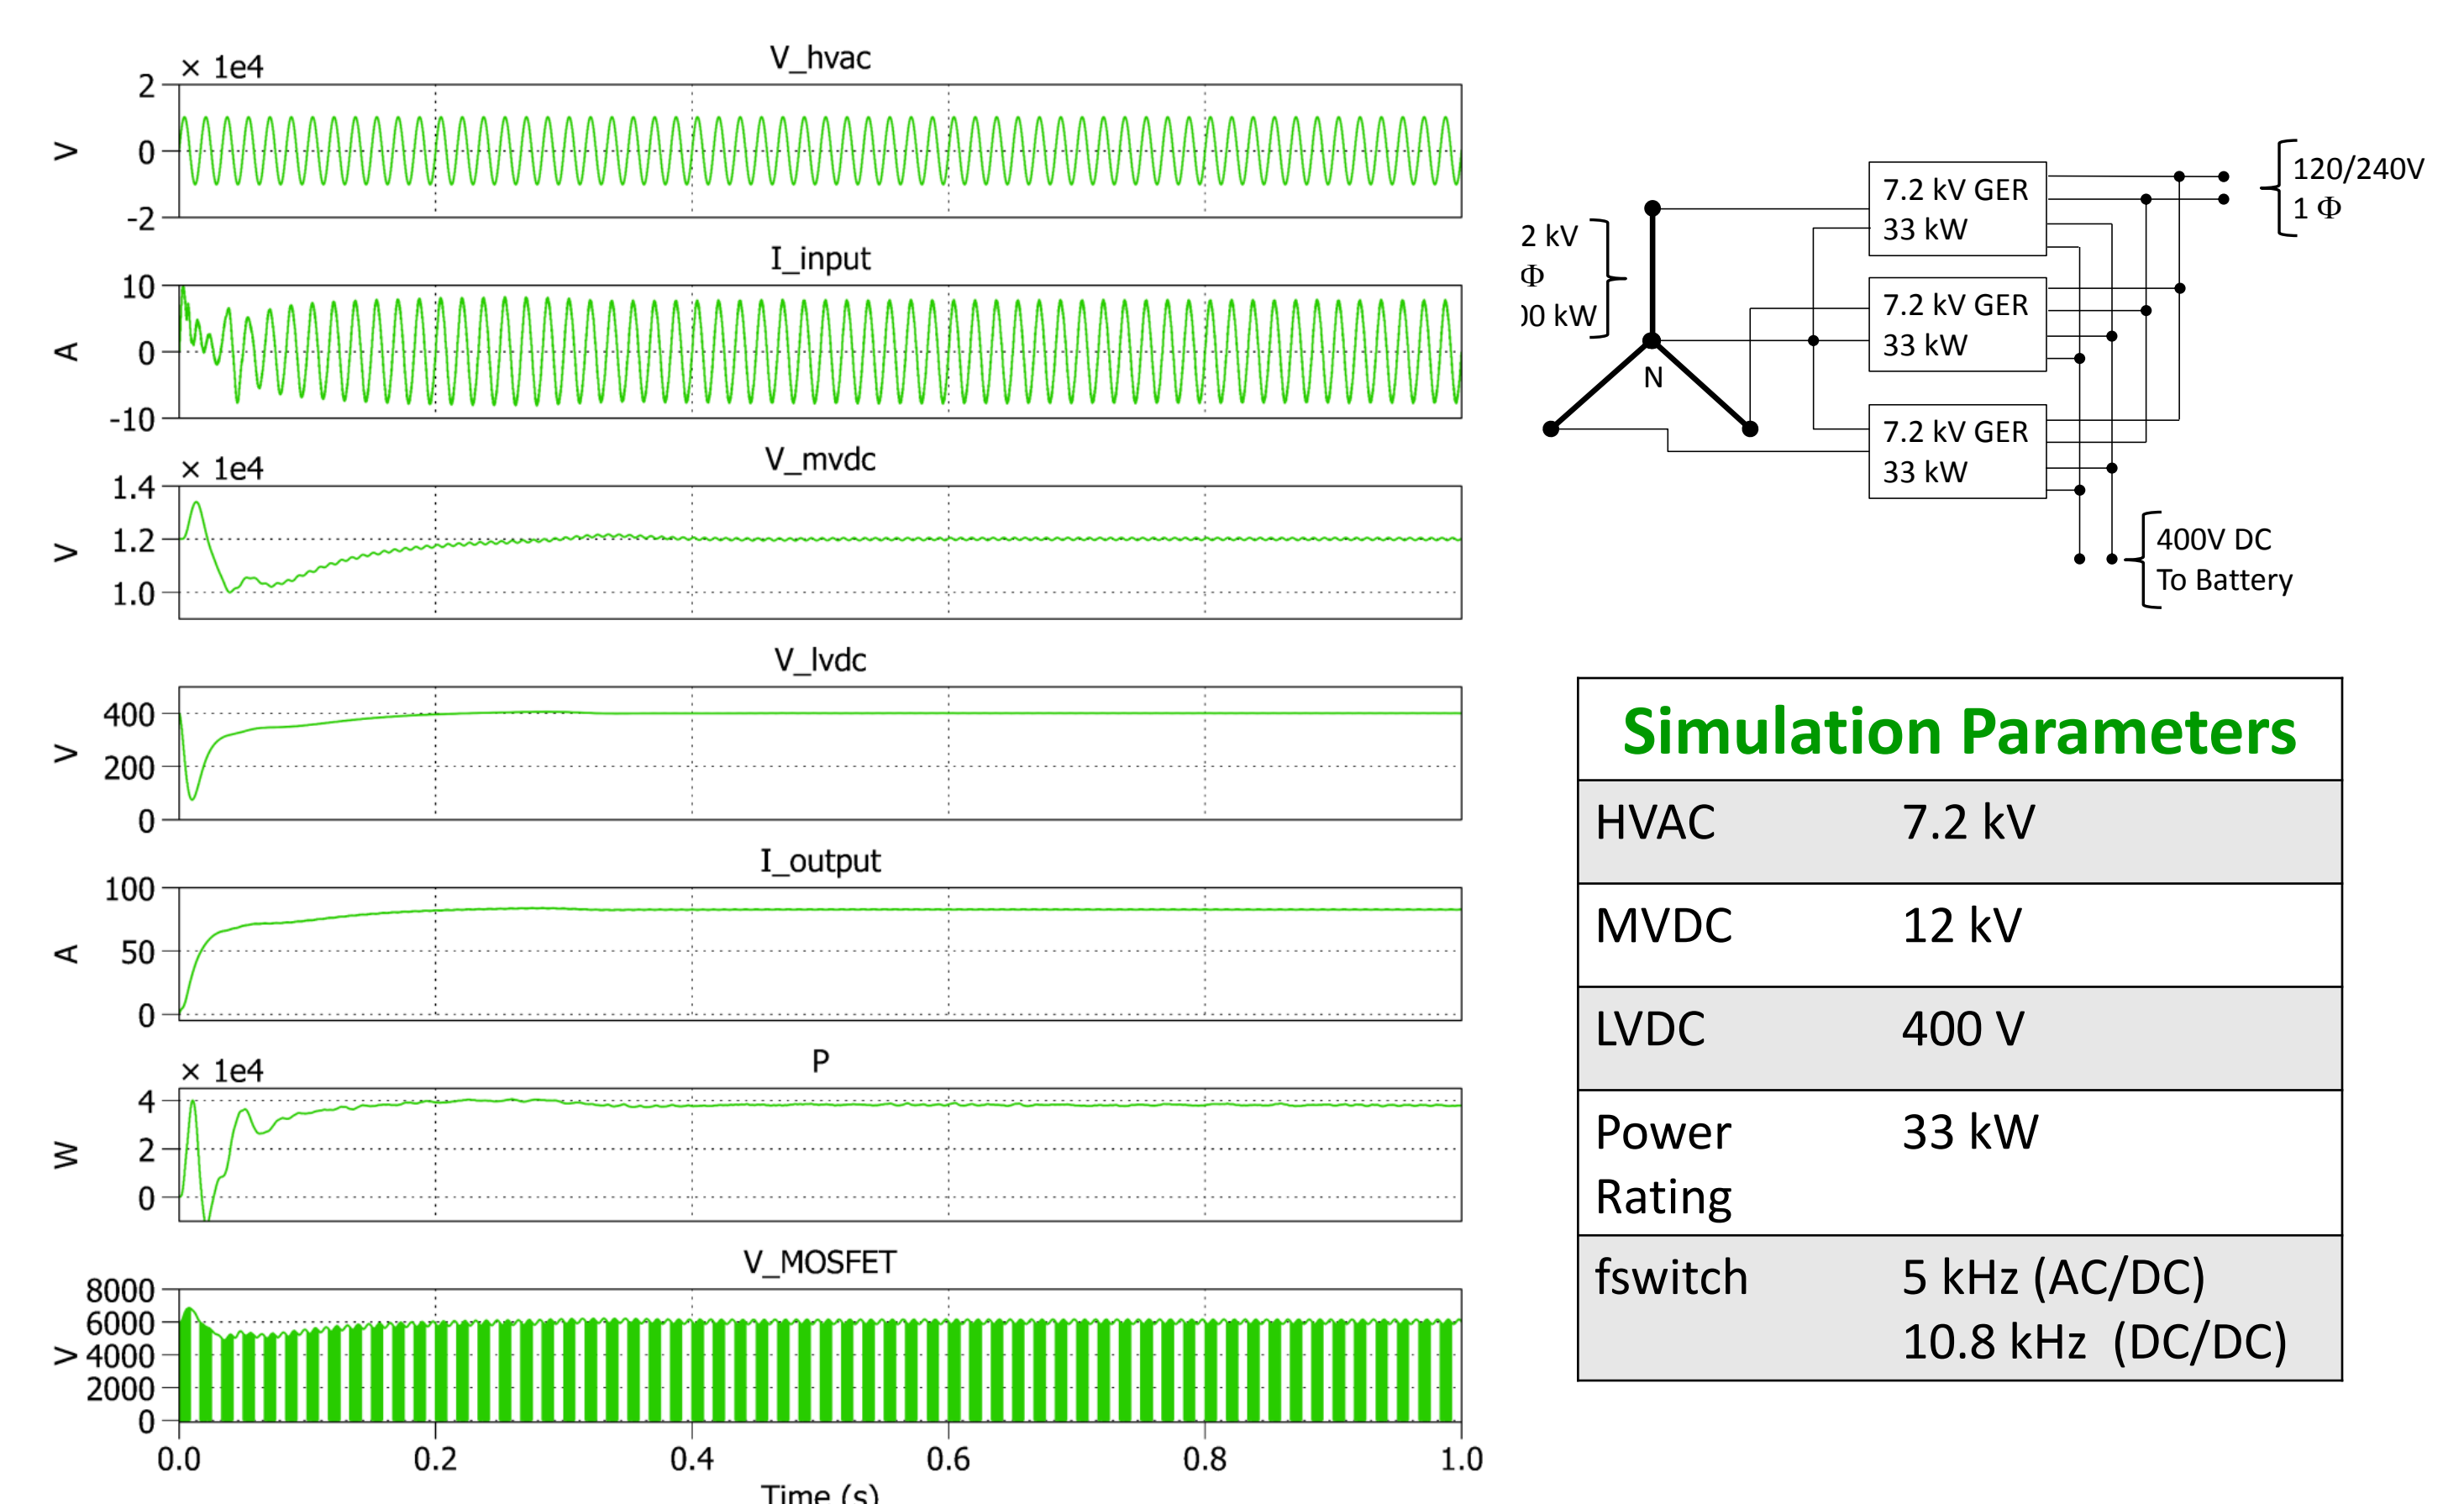 V_hvac
× 1e4
2
0
-2
V
I_input
10
0
-10
A
V_mvdc
× 1e4
1.4
1.2
1.0
V
V_lvdc
400
200
0
V
I_output
100
50
0
A
P
× 1e4
4
2
0
W
V_MOSFET
8000
6000
4000
2000
0
V
0.0 0.2 0.4 0.6 0.8 1.0
Time (s)
2 kV
Φ
00 kW
N
7.2 kV GER
33 kW
7.2 kV GER
33 kW
7.2 kV GER
33 kW
120/240V
1 Φ
400V DC
To Battery
Simulation Parameters
HVAC 7.2 kV
MVDC 12 kV
LVDC 400 V
Power 33 kW
Rating
fswitch 5 kHz (AC/DC)
10.8 kHz (DC/DC)